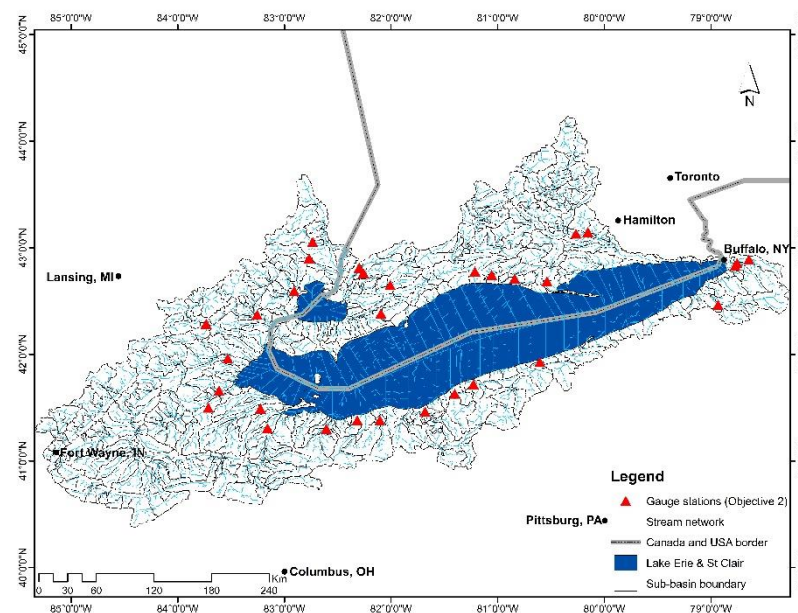 85°0'0"W 84°0'0"W 83°0'0"W 82°0'0"W 81°0'0"W 80°0'0"W 79°0'0"W
45°0'0"N
44°0'0"N
43°0'0"N
42°0'0"N
41°0'0"N
40°0'0"N
N
Toronto
Hamilton
Buffalo, NY
Lansing, MI
Fort Wayne, IN
Pittsburg, PA
Columbus, OH
Legend
Gauge stations (Objective 2)
Stream network
Canada and USA border
Lake Erie & St Clair
Sub-basin boundary
Km
0 30 60 120 180 240
85°0'0"W 84°0'0"W 83°0'0"W 82°0'0"W 81°0'0"W 80°0'0"W 79°0'0"W